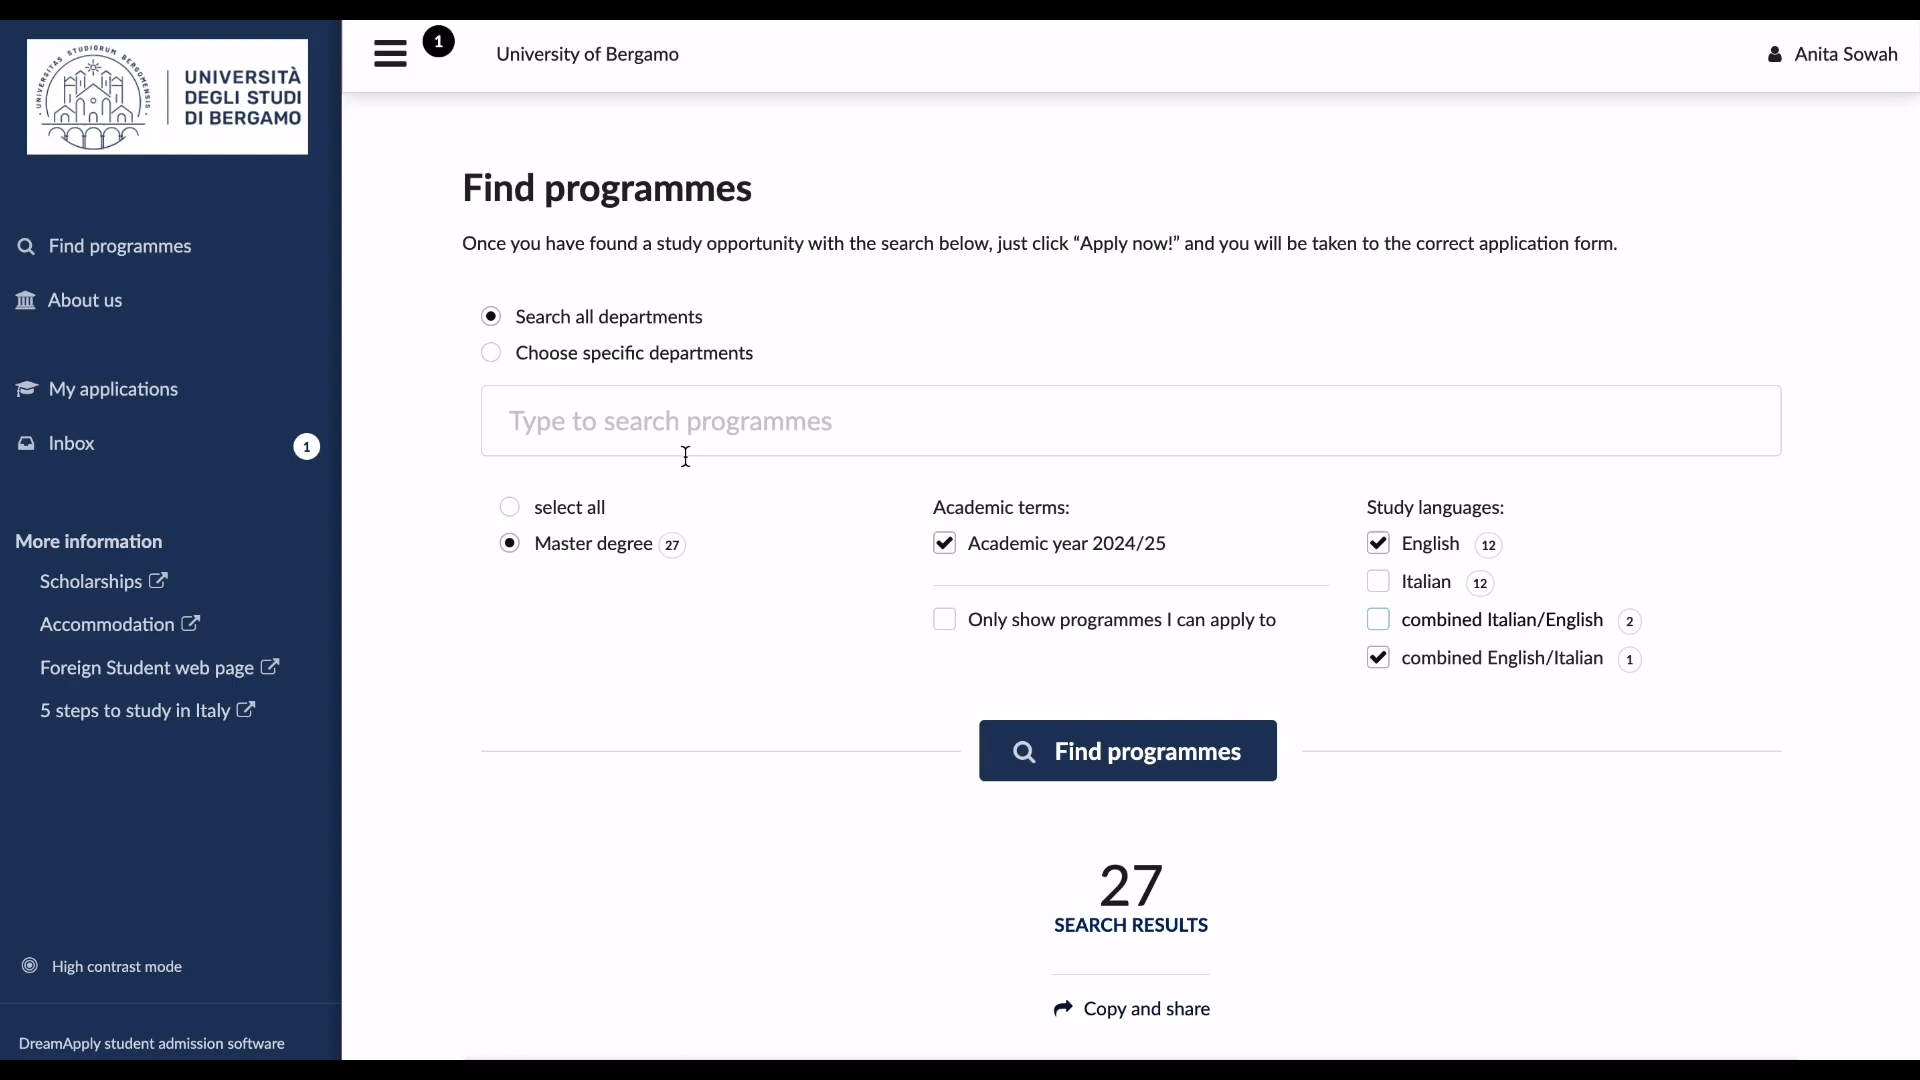 UNIVERSITÀ
DEGLI STUDI
DI BERGAMO
1
University of Bergamo
Anita Sowah
Find programmes
About us
My applications
Inbox
1
More information
Scholarships
Accommodation
Foreign Student web page
5 steps to study in Italy
High contrast mode
DreamApply student admission software
Find programmes
Once you have found a study opportunity with the search below, just click “Apply now!” and you will be taken to the correct application form.
Search all departments
Choose specific departments
Type to search programmes
select all
Master degree 27
Academic terms:
Academic year 2024/25
Only show programmes I can apply to
Study languages:
English 12
Italian 12
combined Italian/English 2
combined English/Italian 1
Find programmes
27
SEARCH RESULTS
Copy and share